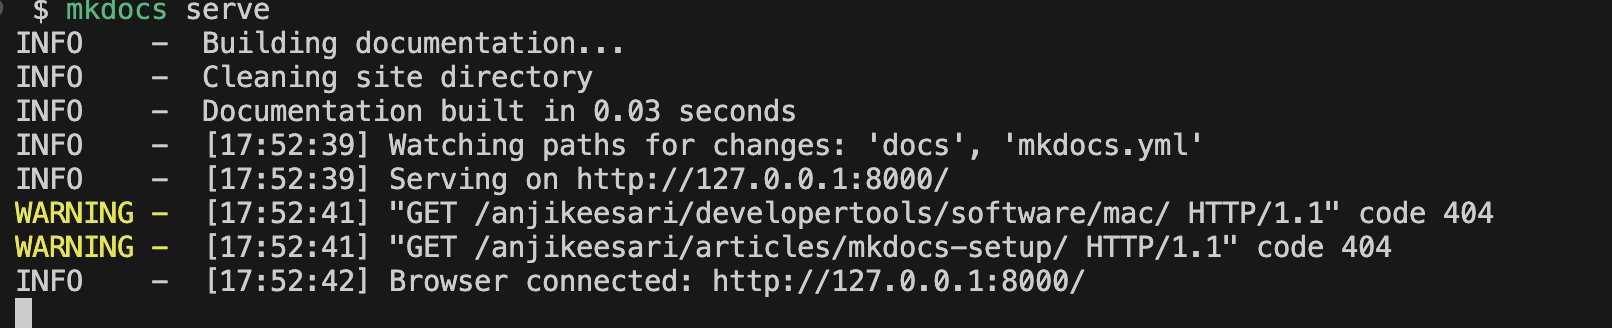 $ mkdocs serve
INFO    -  Building documentation...
INFO    -  Cleaning site directory
INFO    -  Documentation built in 0.03 seconds
INFO    -  [17:52:39] Watching paths for changes: 'docs', 'mkdocs.yml'
INFO    -  [17:52:39] Serving on http://127.0.0.1:8000/
WARNING -  [17:52:41] "GET /anjikeesari/developertools/software/mac/ HTTP/1.1" code 404
WARNING -  [17:52:41] "GET /anjikeesari/articles/mkdocs-setup/ HTTP/1.1" code 404
INFO    -  [17:52:42] Browser connected: http://127.0.0.1:8000/